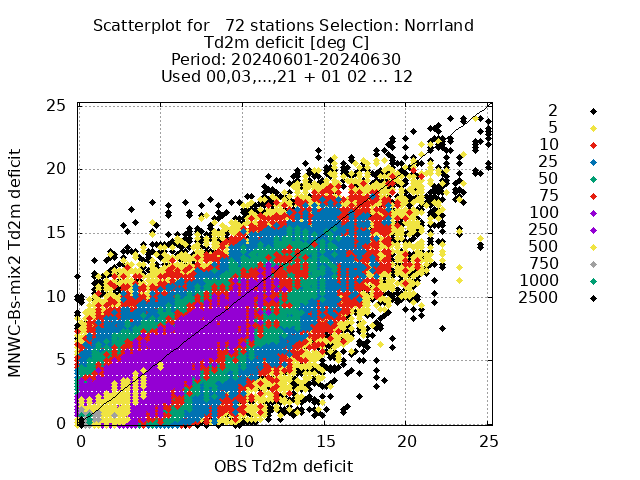 Scatterplot for 72 stations Selection: Norrland
Td2m deficit [deg C]
Period: 20240601-20240630
Used 00,03,...,21 + 01 02 ... 12
MNWC-Bs-mix2 Td2m deficit
25
20
15
10
5
0
0 5 10 15 20 25
OBS Td2m deficit
2
5
10
25
50
75
100
250
500
750
1000
2500